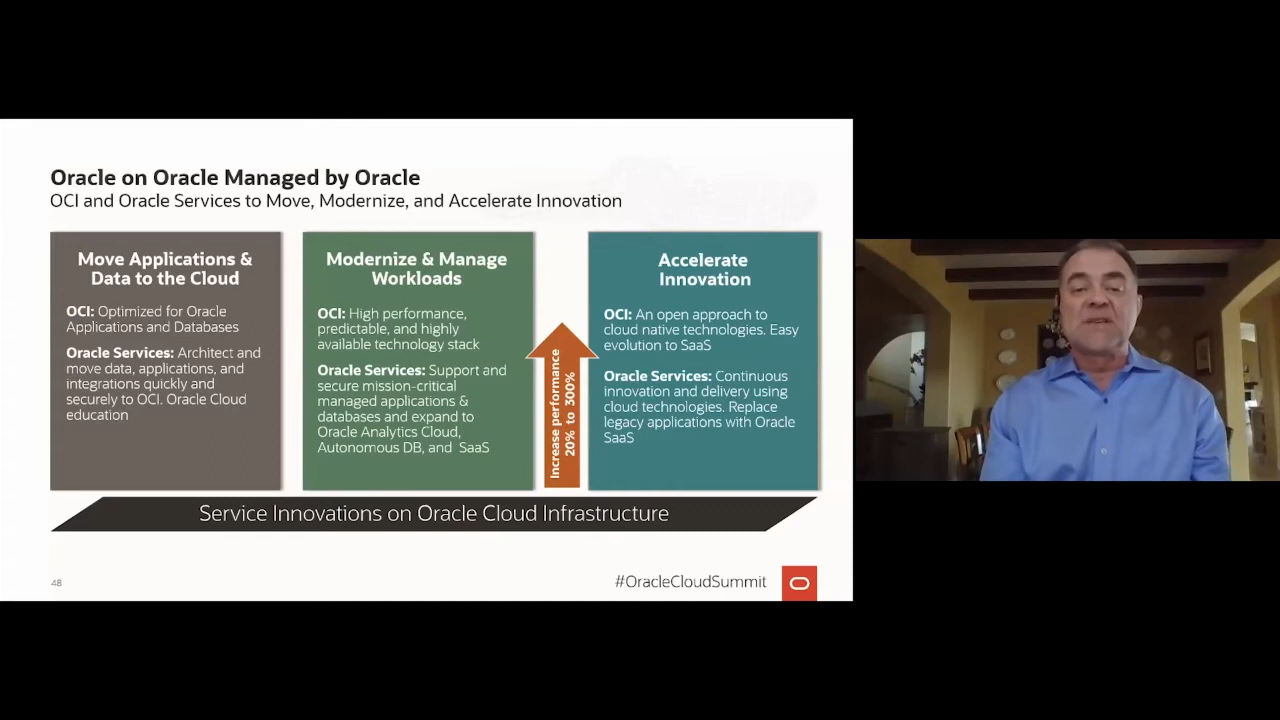 Oracle on Oracle Managed by Oracle
OCI and Oracle Services to Move, Modernize, and Accelerate Innovation
Move Applications &
Data to the Cloud
OCI: Optimized for Oracle
Applications and Databases
Oracle Services: Architect and
move data, applications, and
integrations quickly and
securely to OCI. Oracle Cloud
education
Modernize & Manage
Workloads
OCI: High performance,
predictable, and highly
available technology stack
Oracle Services: Support and
secure mission-critical
managed applications &
databases and expand to
Oracle Analytics Cloud,
Autonomous DB, and SaaS
Increase performance
20% to 300%
Accelerate
Innovation
OCI: An open approach to
cloud native technologies. Easy
evolution to SaaS
Oracle Services: Continuous
innovation and delivery using
cloud technologies. Replace
legacy applications with Oracle
SaaS
Service Innovations on Oracle Cloud Infrastructure
48
#OracleCloudSummit